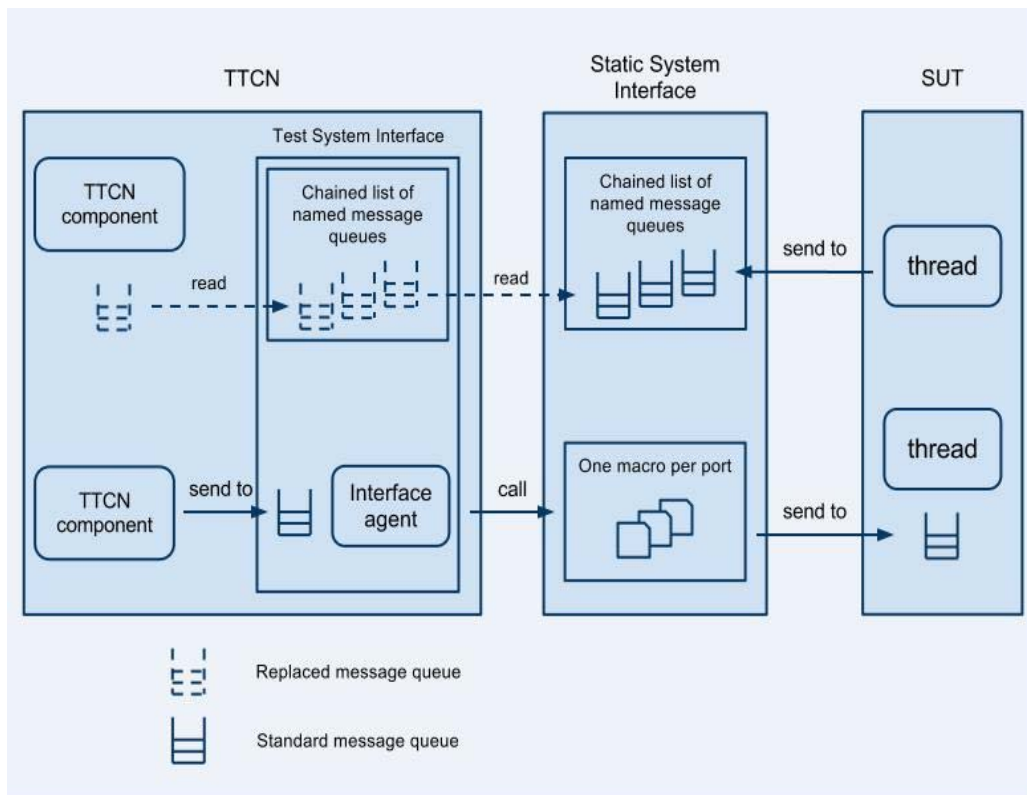 TTCN
Static System
Interface
SUT
Test System Interface
TTCN
component
Chained list of
named message
queues
Chained list of
named message
queues
send to
thread
read
read
thread
TTCN
component
send to
Interface
agent
call
One macro per port
send to
Replaced message queue
Standard message queue